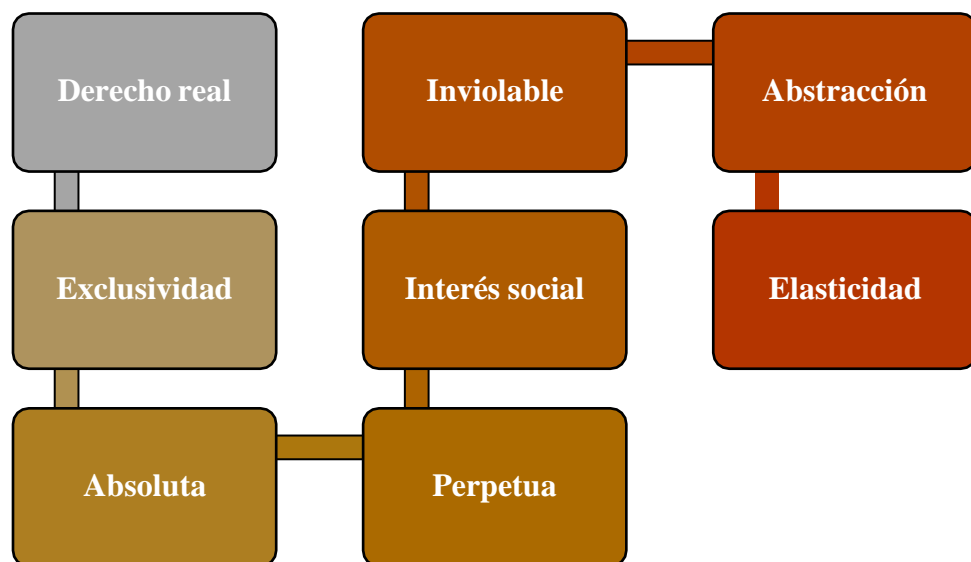 Derecho real
Exclusividad
Absoluta
Perpetua
Interés social
Inviolable
Abstracción
Elasticidad